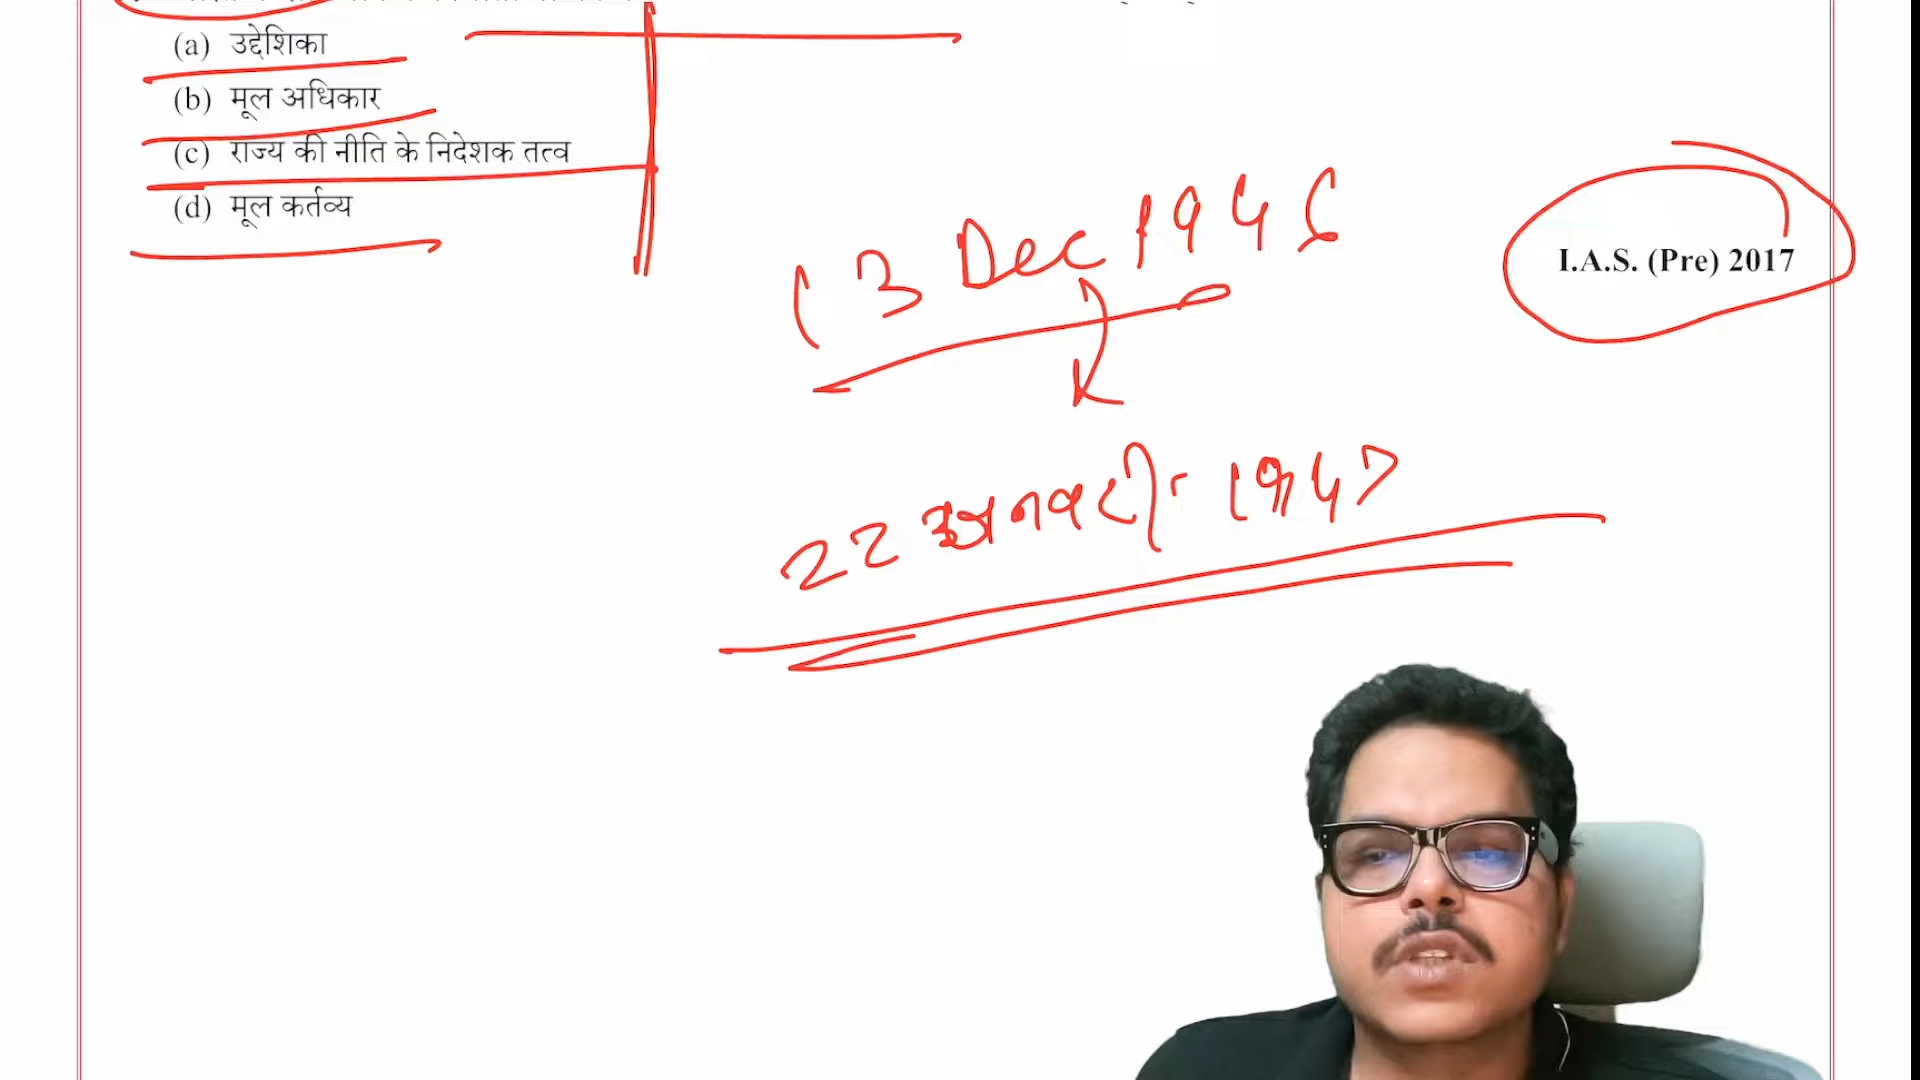 (a) उद्देशिका
(b) मूल अधिकार
(c) राज्य की नीति के निदेशक तत्व
(d) मूल कर्तव्य
I.A.S. (Pre) 2017
13 Dec 1946
22 जनवरी 1947